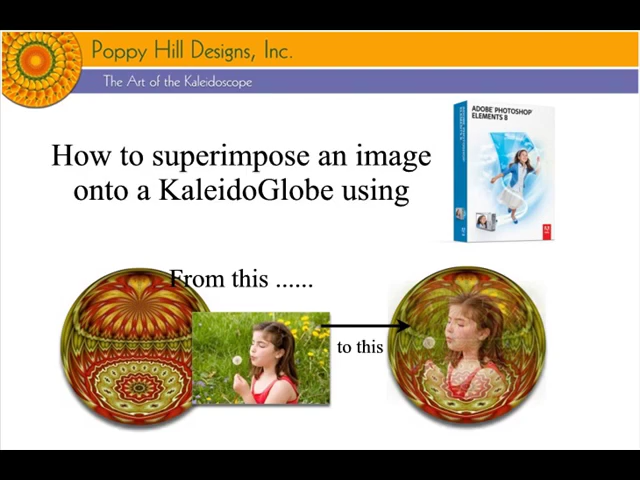 Poppy Hill Designs, Inc.
The Art of the Kaleidoscope
ADOBE PHOTOSHOP
ELEMENTS 8
How to superimpose an image
onto a KaleidoGlobe using
From this ......
to this